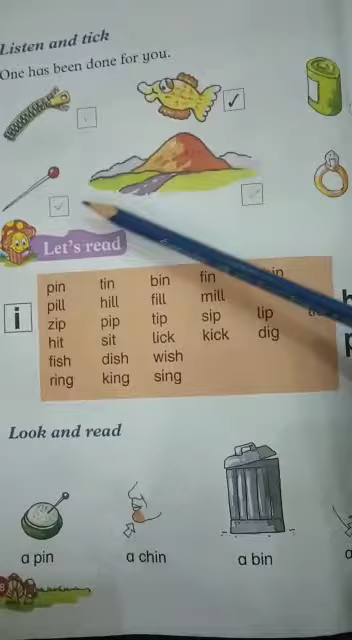 Listen and tick
One has been done for you.
Let's read
pin tin bin fin
pill hill fill mill
i
zip pip tip sip lip
hit sit lick kick dig
fish dish wish
ring king sing
Look and read
a pin a chin a bin